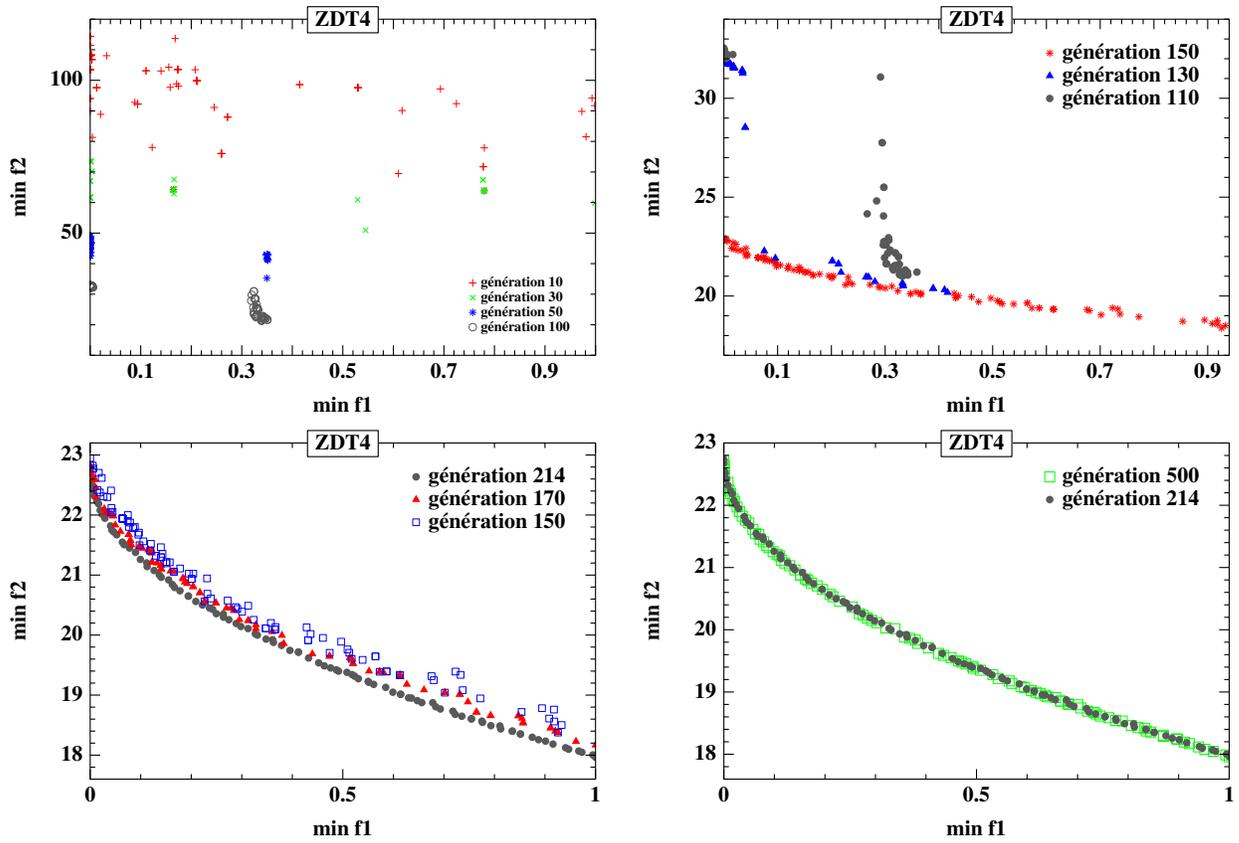 ZDT4
100
50
min f2
génération 10
génération 30
génération 50
génération 100
0.1 0.3 0.5 0.7 0.9
min f1
ZDT4
30
25
20
min f2
génération 150
génération 130
génération 110
0.1 0.3 0.5 0.7 0.9
min f1
ZDT4
23
22
21
20
19
18
min f2
génération 214
génération 170
génération 150
0 0.5 1
min f1
ZDT4
23
22
21
20
19
18
min f2
génération 500
génération 214
0 0.5 1
min f1